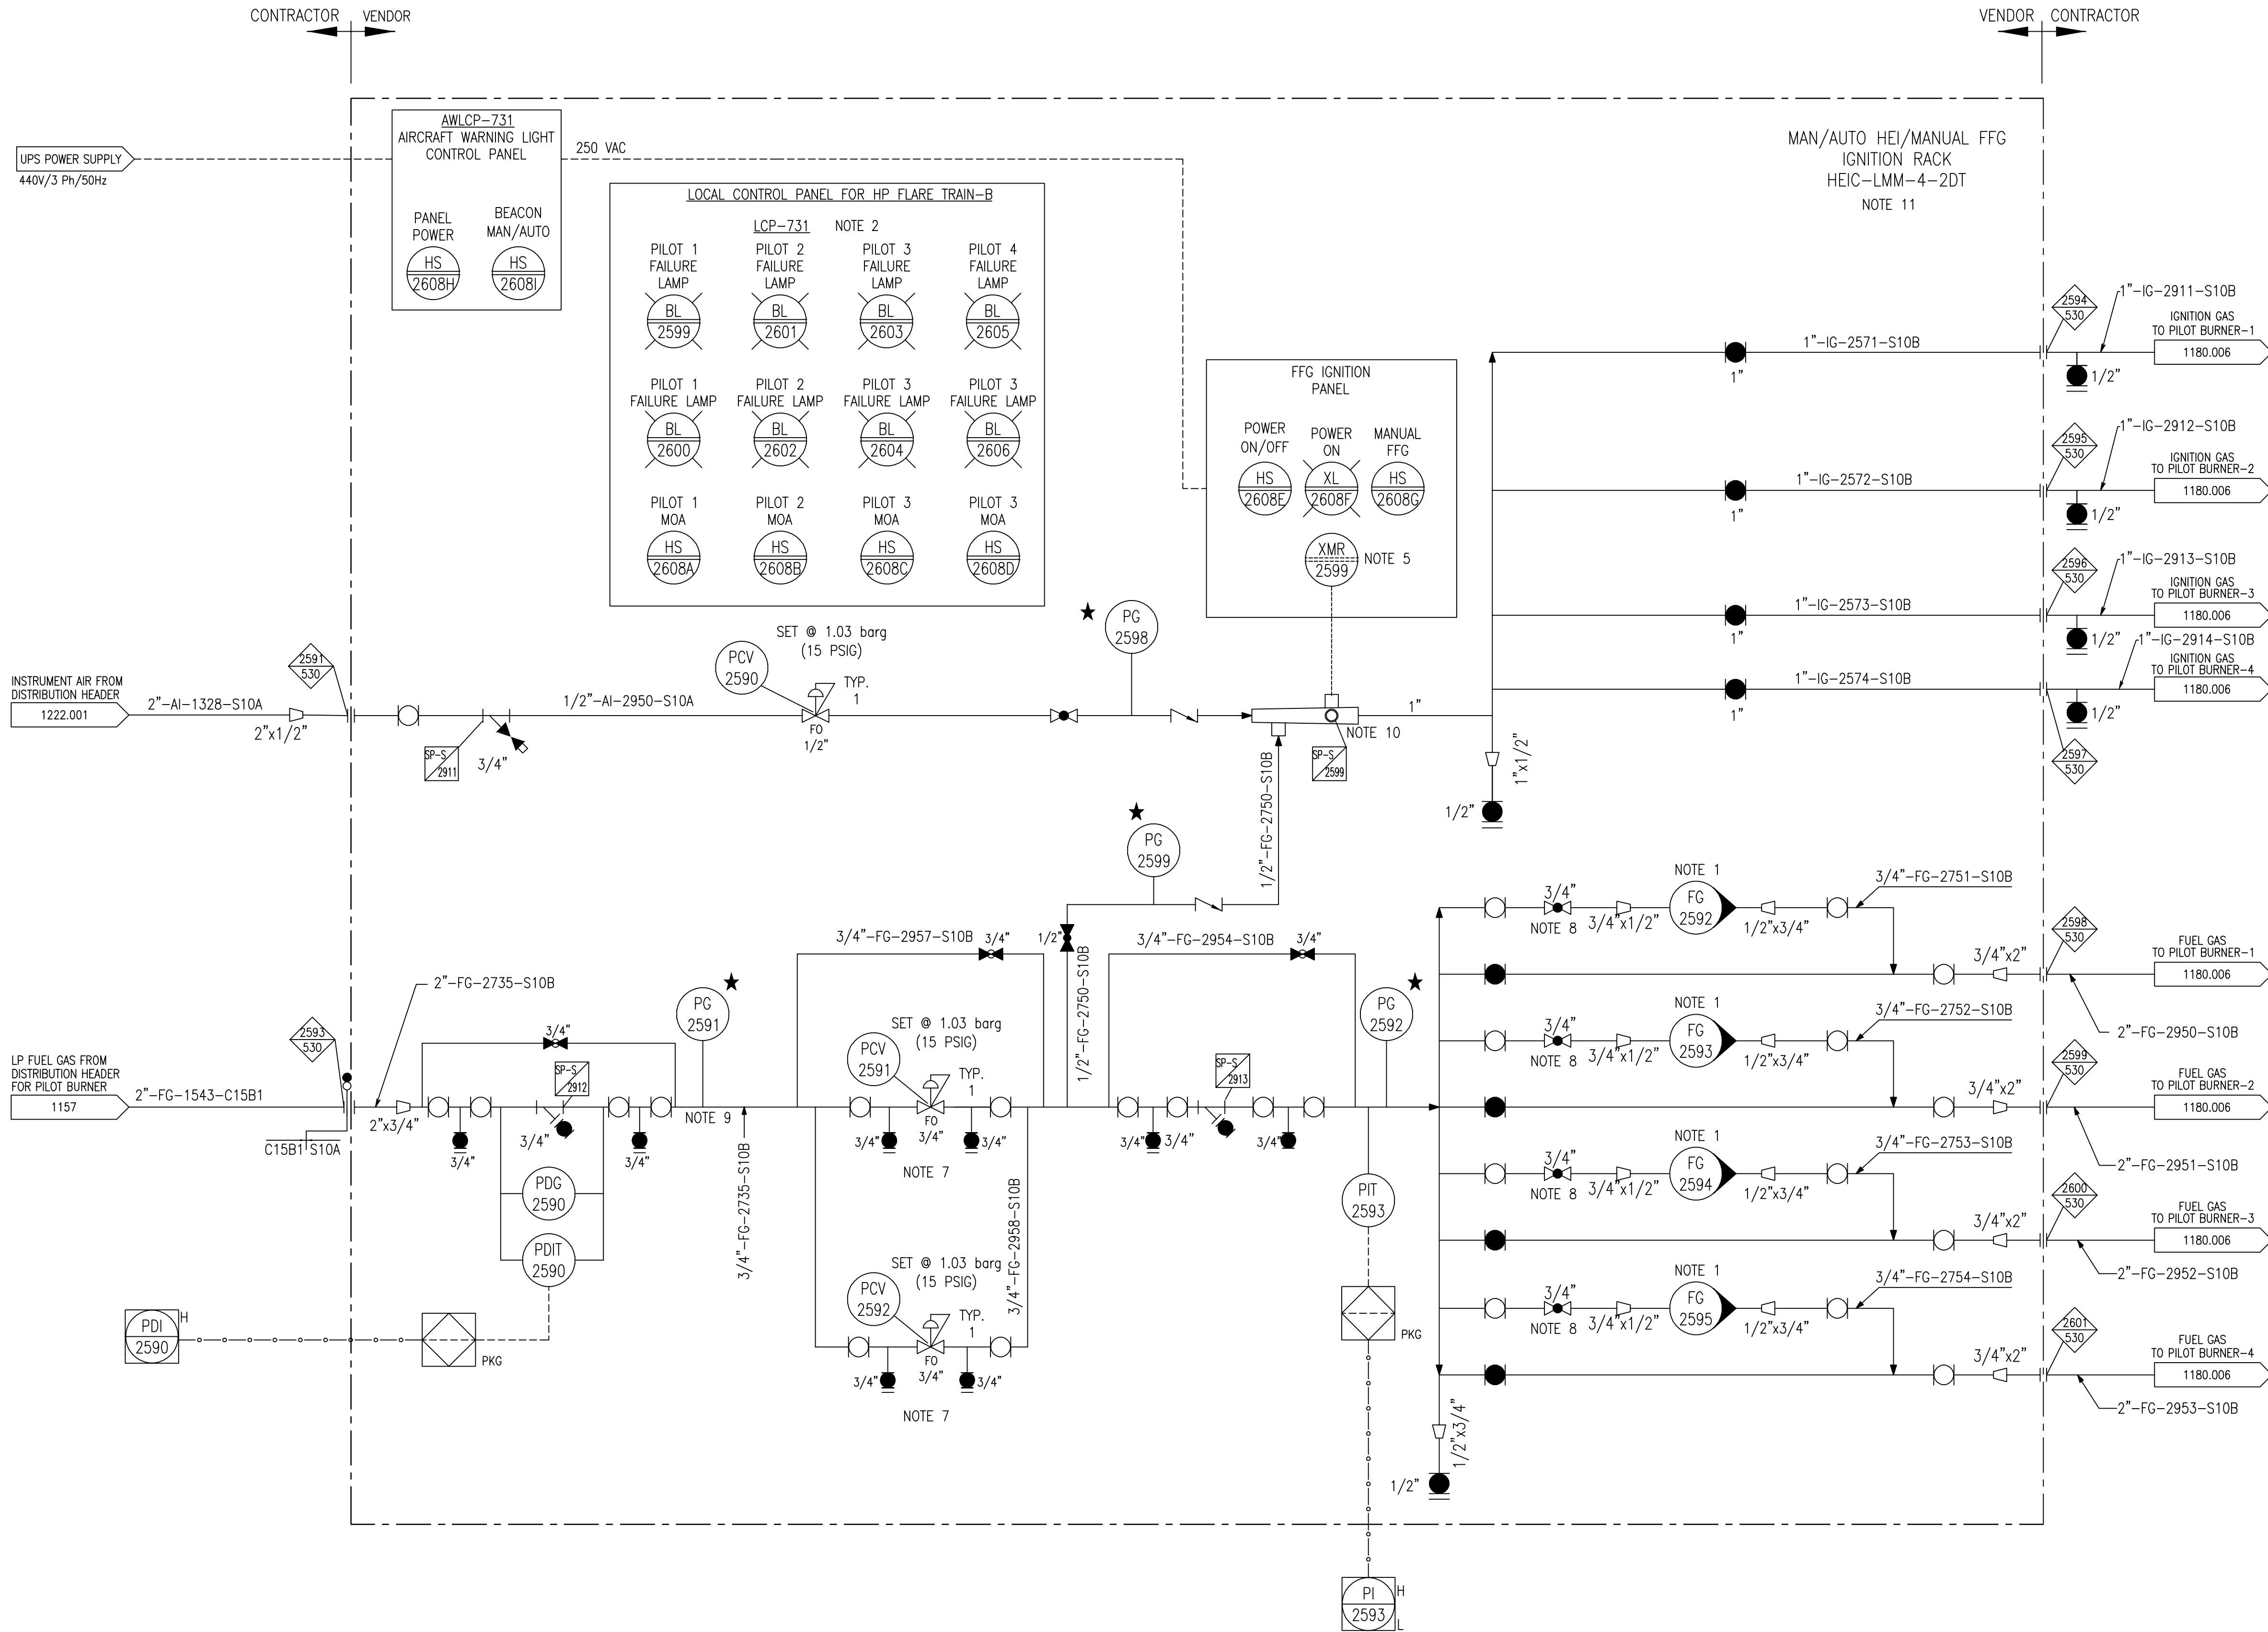 CONTRACTOR
VENDOR
VENDOR
CONTRACTOR
AWLCP-731
AIRCRAFT WARNING LIGHT
CONTROL PANEL
PANEL
POWER
HS
2608H
BEACON
MAN/AUTO
HS
2608I
UPS POWER SUPPLY
440V/3 Ph/50Hz
250 VAC
MAN/AUTO HEI/MANUAL FFG
IGNITION RACK
HEIC-LMM-4-2DT
NOTE 11
LOCAL CONTROL PANEL FOR HP FLARE TRAIN-B
LCP-731
NOTE 2
PILOT 1
FAILURE
LAMP
BL
2599
PILOT 2
FAILURE
LAMP
BL
2601
PILOT 3
FAILURE
LAMP
BL
2603
PILOT 4
FAILURE
LAMP
BL
2605
PILOT 1
FAILURE LAMP
BL
2600
PILOT 2
FAILURE LAMP
BL
2602
PILOT 3
FAILURE LAMP
BL
2604
PILOT 3
FAILURE LAMP
BL
2606
PILOT 1
MOA
HS
2608A
PILOT 2
MOA
HS
2608B
PILOT 3
MOA
HS
2608C
PILOT 3
MOA
HS
2608D
FFG IGNITION
PANEL
POWER
ON/OFF
HS
2608E
POWER
ON
XL
2608F
MANUAL
FFG
HS
2608G
XMR
2599
NOTE 5
1"-IG-2571-S10B
1"
2594
530
1"-IG-2911-S10B
IGNITION GAS
TO PILOT BURNER-1
1180.006
1/2"
1"-IG-2572-S10B
1"
2595
530
1"-IG-2912-S10B
IGNITION GAS
TO PILOT BURNER-2
1180.006
1/2"
1"-IG-2573-S10B
1"
2596
530
1"-IG-2913-S10B
IGNITION GAS
TO PILOT BURNER-3
1180.006
1/2"
1"-IG-2574-S10B
1"
1"-IG-2914-S10B
IGNITION GAS
TO PILOT BURNER-4
1180.006
1/2"
2597
530
INSTRUMENT AIR FROM
DISTRIBUTION HEADER
1222.001
2"-AI-1328-S10A
2"x1/2"
2591
530
SP-S
2911
3/4"
1/2"-AI-2950-S10A
PCV
2590
SET @ 1.03 barg
(15 PSIG)
TYP.
1
FO
1/2"
PG
2598
NOTE 10
SP-S
2599
1"
1"x1/2"
1/2"
1/2"-FG-2750-S10B
PG
2599
1/2"
1/2"-FG-2750-S10B
LP FUEL GAS FROM
DISTRIBUTION HEADER
FOR PILOT BURNER
1157
2"-FG-1543-C15B1
2593
530
C15B1
S10A
2"-FG-2735-S10B
2"x3/4"
3/4"
3/4"
3/4"
SP-S
2912
3/4"
PDG
2590
PDIT
2590
PDI
2590
H
PKG
PG
2591
NOTE 9
3/4"-FG-2735-S10B
3/4"-FG-2957-S10B
3/4"
PCV
2591
SET @ 1.03 barg
(15 PSIG)
TYP.
1
FO
3/4"
3/4"
3/4"
NOTE 7
PCV
2592
SET @ 1.03 barg
(15 PSIG)
TYP.
1
FO
3/4"
3/4"
3/4"
NOTE 7
3/4"-FG-2958-S10B
3/4"-FG-2954-S10B
3/4"
3/4"
3/4"
SP-S
2913
3/4"
PG
2592
PIT
2593
PKG
PI
2593
H
L
3/4"
NOTE 8
3/4"x1/2"
NOTE 1
FG
2592
1/2"x3/4"
3/4"-FG-2751-S10B
3/4"x2"
2598
530
FUEL GAS
TO PILOT BURNER-1
1180.006
2"-FG-2950-S10B
3/4"
NOTE 8
3/4"x1/2"
NOTE 1
FG
2593
1/2"x3/4"
3/4"-FG-2752-S10B
3/4"x2"
2599
530
FUEL GAS
TO PILOT BURNER-2
1180.006
2"-FG-2951-S10B
3/4"
NOTE 8
3/4"x1/2"
NOTE 1
FG
2594
1/2"x3/4"
3/4"-FG-2753-S10B
3/4"x2"
2600
530
FUEL GAS
TO PILOT BURNER-3
1180.006
2"-FG-2952-S10B
3/4"
NOTE 8
3/4"x1/2"
NOTE 1
FG
2595
1/2"x3/4"
3/4"-FG-2754-S10B
3/4"x2"
2601
530
FUEL GAS
TO PILOT BURNER-4
1180.006
2"-FG-2953-S10B
1/2"x3/4"
1/2"